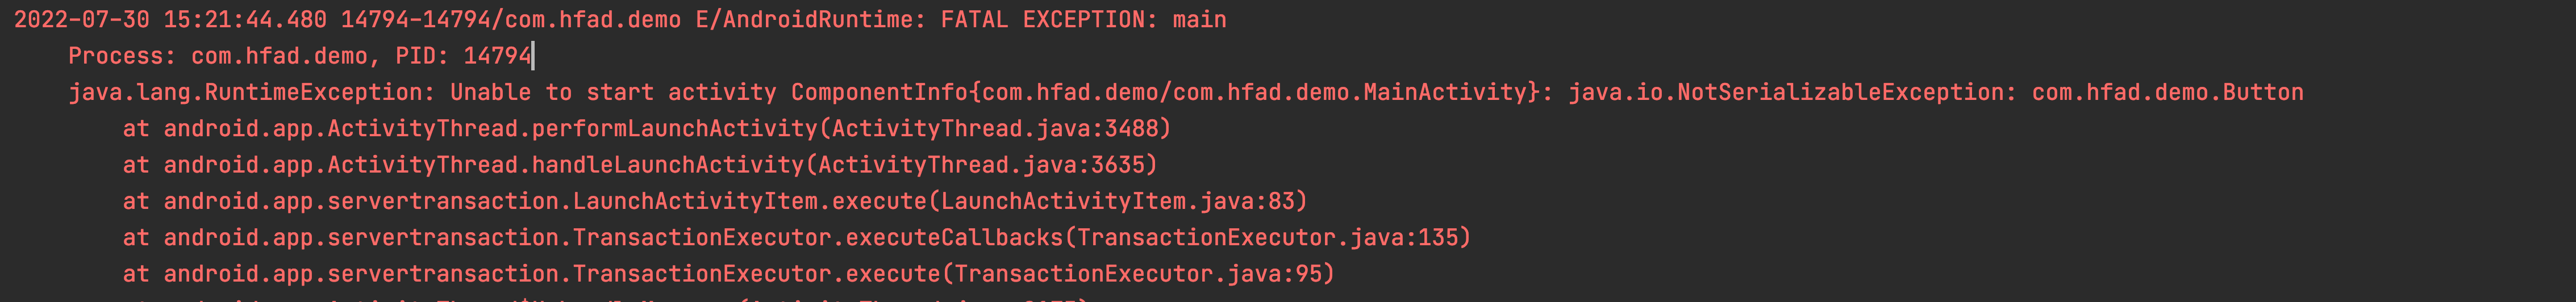 2022-07-30 15:21:44.480 14794-14794/com.hfad.demo E/AndroidRuntime: FATAL EXCEPTION: main
Process: com.hfad.demo, PID: 14794
java.lang.RuntimeException: Unable to start activity ComponentInfo{com.hfad.demo/com.hfad.demo.MainActivity}: java.io.NotSerializableException: com.hfad.demo.Button
at android.app.ActivityThread.performLaunchActivity(ActivityThread.java:3488)
at android.app.ActivityThread.handleLaunchActivity(ActivityThread.java:3635)
at android.app.servertransaction.LaunchActivityItem.execute(LaunchActivityItem.java:83)
at android.app.servertransaction.TransactionExecutor.executeCallbacks(TransactionExecutor.java:135)
at android.app.servertransaction.TransactionExecutor.execute(TransactionExecutor.java:95)